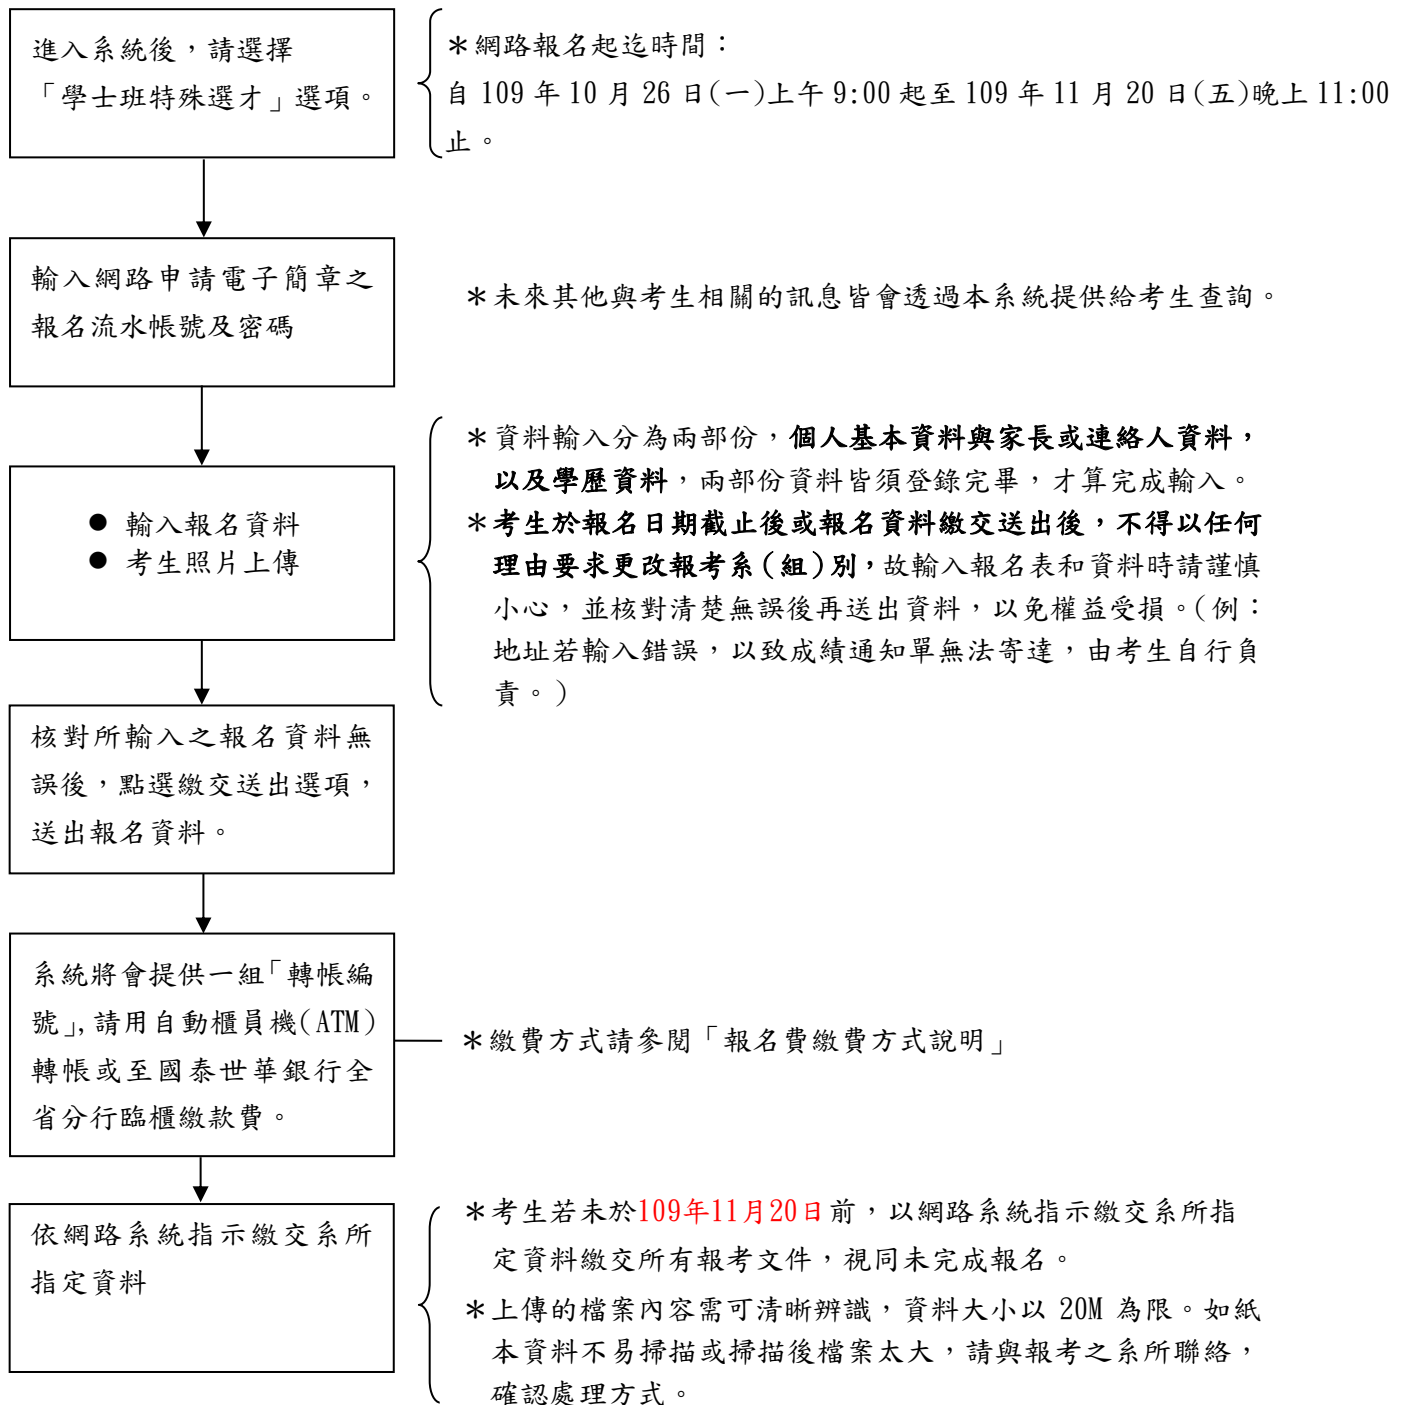 進入系統後，請選擇
「學士班特殊選才」選項。
＊網路報名起迄時間：
自 109 年 10 月 26 日(一)上午 9:00 起至 109 年 11 月 20 日(五)晚上 11:00
止。
輸入網路申請電子簡章之
報名流水帳號及密碼
＊未來其他與考生相關的訊息皆會透過本系統提供給考生查詢。
● 輸入報名資料
● 考生照片上傳
＊資料輸入分為兩部份，個人基本資料與家長或連絡人資料，
以及學歷資料，兩部份資料皆須登錄完畢，才算完成輸入。
＊考生於報名日期截止後或報名資料繳交送出後，不得以任何
理由要求更改報考系(組)別，故輸入報名表和資料時請謹慎
小心，並核對清楚無誤後再送出資料，以免權益受損。(例：
地址若輸入錯誤，以致成績通知單無法寄達，由考生自行負
責。)
核對所輸入之報名資料無
誤後，點選繳交送出選項，
送出報名資料。
系統將會提供一組「轉帳編
號」,請用自動櫃員機(ATM)
轉帳或至國泰世華銀行全
省分行臨櫃繳款費。
＊繳費方式請參閱「報名費繳費方式說明」
依網路系統指示繳交系所
指定資料
＊考生若未於109年11月20日前，以網路系統指示繳交系所指
定資料繳交所有報考文件，視同未完成報名。
＊上傳的檔案內容需可清晰辨識，資料大小以 20M 為限。如紙
本資料不易掃描或掃描後檔案太大，請與報考之系所聯絡，
確認處理方式。